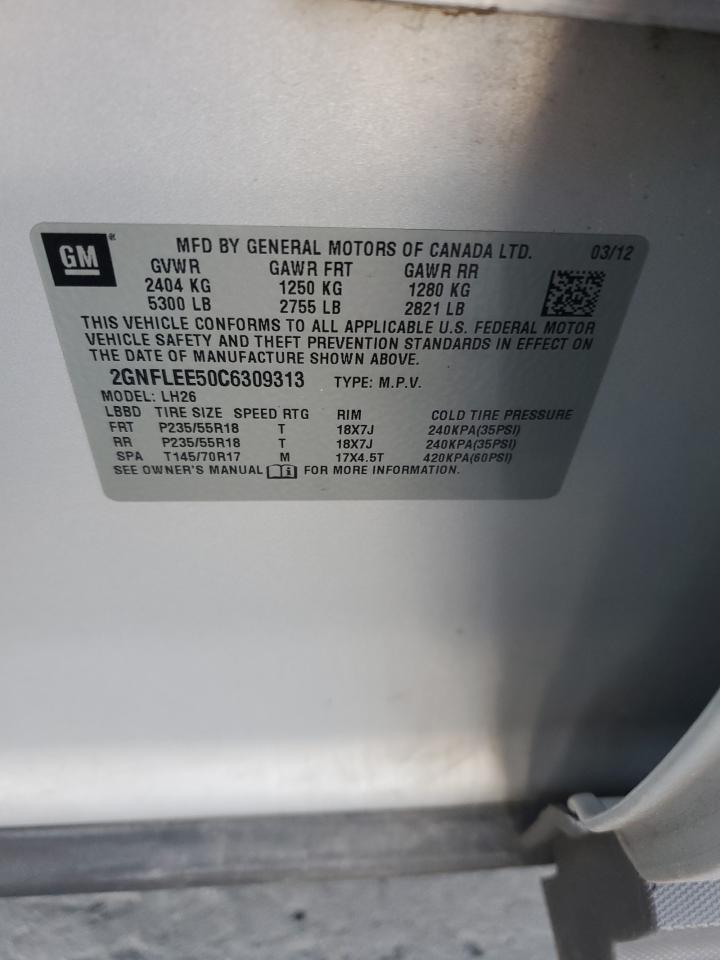 GM
MFD BY GENERAL MOTORS OF CANADA LTD. 03/12
GVWR GAWR FRT GAWR RR
2404 KG 1250 KG 1280 KG
5300 LB 2755 LB 2821 LB
THIS VEHICLE CONFORMS TO ALL APPLICABLE U.S. FEDERAL MOTOR
VEHICLE SAFETY AND THEFT PREVENTION STANDARDS IN EFFECT ON
THE DATE OF MANUFACTURE SHOWN ABOVE.
2GNFLEE50C6309313 TYPE: M.P.V.
MODEL: LH26
LBBD TIRE SIZE SPEED RTG RIM COLD TIRE PRESSURE
FRT P235/55R18 T 18X7J 240KPA(35PSI)
RR P235/55R18 T 18X7J 240KPA(35PSI)
SPA T145/70R17 M 17X4.5T 420KPA(60PSI)
SEE OWNER'S MANUAL FOR MORE INFORMATION.